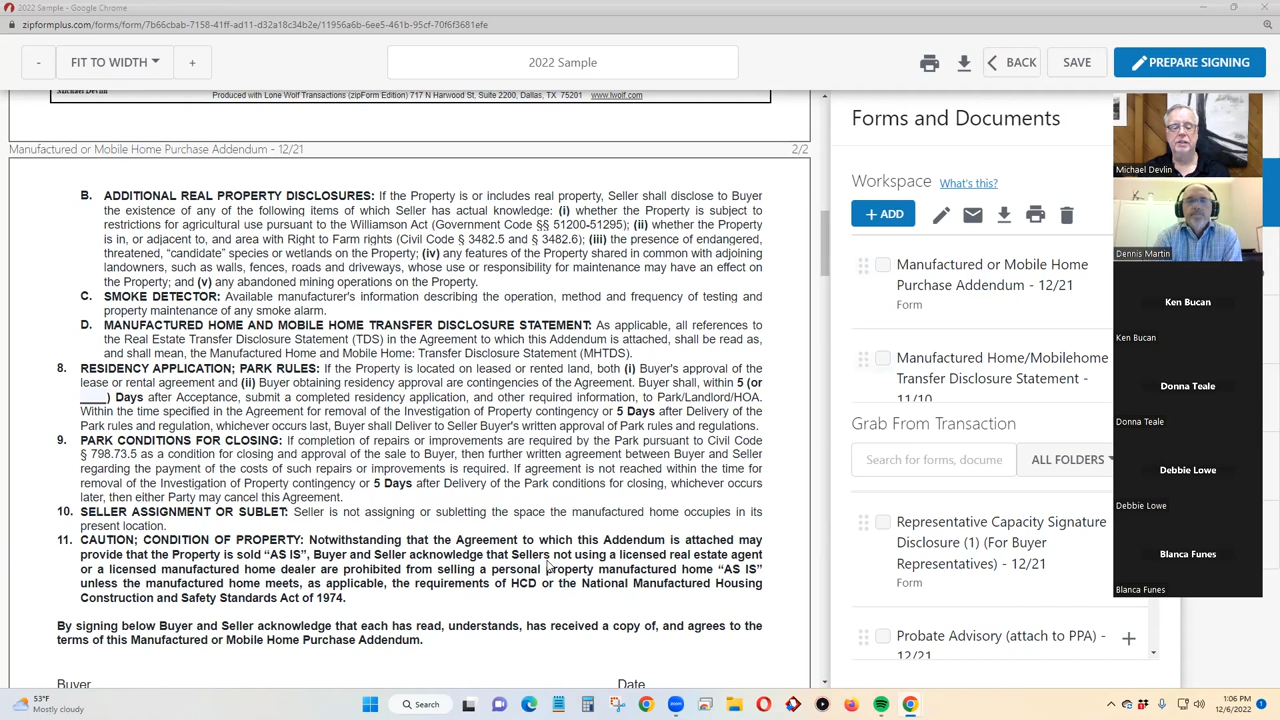 2022 Sample - Google Chrome
zipformplus.com/forms/form/7b66cbab-7158-41ff-ad11-d32a18c34b2e/11956a6b-6ee5-461b-95cf-70f6f3681efe
- FIT TO WIDTH +
2022 Sample
BACK
SAVE
PREPARE SIGNING
Michael Devlin
Produced with Lone Wolf Transactions (zipForm Edition) 717 N Harwood St, Suite 2200, Dallas, TX 75201 www.lwolf.com
Manufactured or Mobile Home Purchase Addendum - 12/21
2/2
B. ADDITIONAL REAL PROPERTY DISCLOSURES: If the Property is or includes real property, Seller shall disclose to Buyer
the existence of any of the following items of which Seller has actual knowledge: (i) whether the Property is subject to
restrictions for agricultural use pursuant to the Williamson Act (Government Code §§ 51200-51295); (ii) whether the Property
is in, or adjacent to, and area with Right to Farm rights (Civil Code § 3482.5 and § 3482.6); (iii) the presence of endangered,
threatened, “candidate” species or wetlands on the Property; (iv) any features of the Property shared in common with adjoining
landowners, such as walls, fences, roads and driveways, whose use or responsibility for maintenance may have an effect on
the Property; and (v) any abandoned mining operations on the Property.
C. SMOKE DETECTOR: Available manufacturer's information describing the operation, method and frequency of testing and
property maintenance of any smoke alarm.
D. MANUFACTURED HOME AND MOBILE HOME TRANSFER DISCLOSURE STATEMENT: As applicable, all references to
the Real Estate Transfer Disclosure Statement (TDS) in the Agreement to which this Addendum is attached, shall be read as,
and shall mean, the Manufactured Home and Mobile Home: Transfer Disclosure Statement (MHTDS).
8. RESIDENCY APPLICATION; PARK RULES: If the Property is located on leased or rented land, both (i) Buyer's approval of the
lease or rental agreement and (ii) Buyer obtaining residency approval are contingencies of the Agreement. Buyer shall, within 5 (or
____) Days after Acceptance, submit a completed residency application, and other required information, to Park/Landlord/HOA.
Within the time specified in the Agreement for removal of the Investigation of Property contingency or 5 Days after Delivery of the
Park rules and regulation, whichever occurs last, Buyer shall Deliver to Seller Buyer's written approval of Park rules and regulations.
9. PARK CONDITIONS FOR CLOSING: If completion of repairs or improvements are required by the Park pursuant to Civil Code
§ 798.73.5 as a condition for closing and approval of the sale to Buyer, then further written agreement between Buyer and Seller
regarding the payment of the costs of such repairs or improvements is required. If agreement is not reached within the time for
removal of the Investigation of Property contingency or 5 Days after Delivery of the Park conditions for closing, whichever occurs
later, then either Party may cancel this Agreement.
10. SELLER ASSIGNMENT OR SUBLET: Seller is not assigning or subletting the space the manufactured home occupies in its
present location.
11. CAUTION; CONDITION OF PROPERTY: Notwithstanding that the Agreement to which this Addendum is attached may
provide that the Property is sold “AS IS”, Buyer and Seller acknowledge that Sellers not using a licensed real estate agent
or a licensed manufactured home dealer are prohibited from selling a personal property manufactured home “AS IS”
unless the manufactured home meets, as applicable, the requirements of HCD or the National Manufactured Housing
Construction and Safety Standards Act of 1974.
By signing below Buyer and Seller acknowledge that each has read, understands, has received a copy of, and agrees to the
terms of this Manufactured or Mobile Home Purchase Addendum.
Buyer
Date
Forms and Documents
Workspace What's this?
+ ADD
Manufactured or Mobile Home
Purchase Addendum - 12/21
Form
Manufactured Home/Mobilehome
Transfer Disclosure Statement -
11/10
Grab From Transaction
Search for forms, docume
ALL FOLDERS
Representative Capacity Signature
Disclosure (1) (For Buyer
Representatives) - 12/21
Form
Probate Advisory (attach to PPA) -
12/21
Michael Devlin
Dennis Martin
Ken Bucan
Ken Bucan
Donna Teale
Donna Teale
Debbie Lowe
Debbie Lowe
Blanca Funes
Blanca Funes
53°F
Mostly cloudy
Search
1:06 PM
12/6/2022